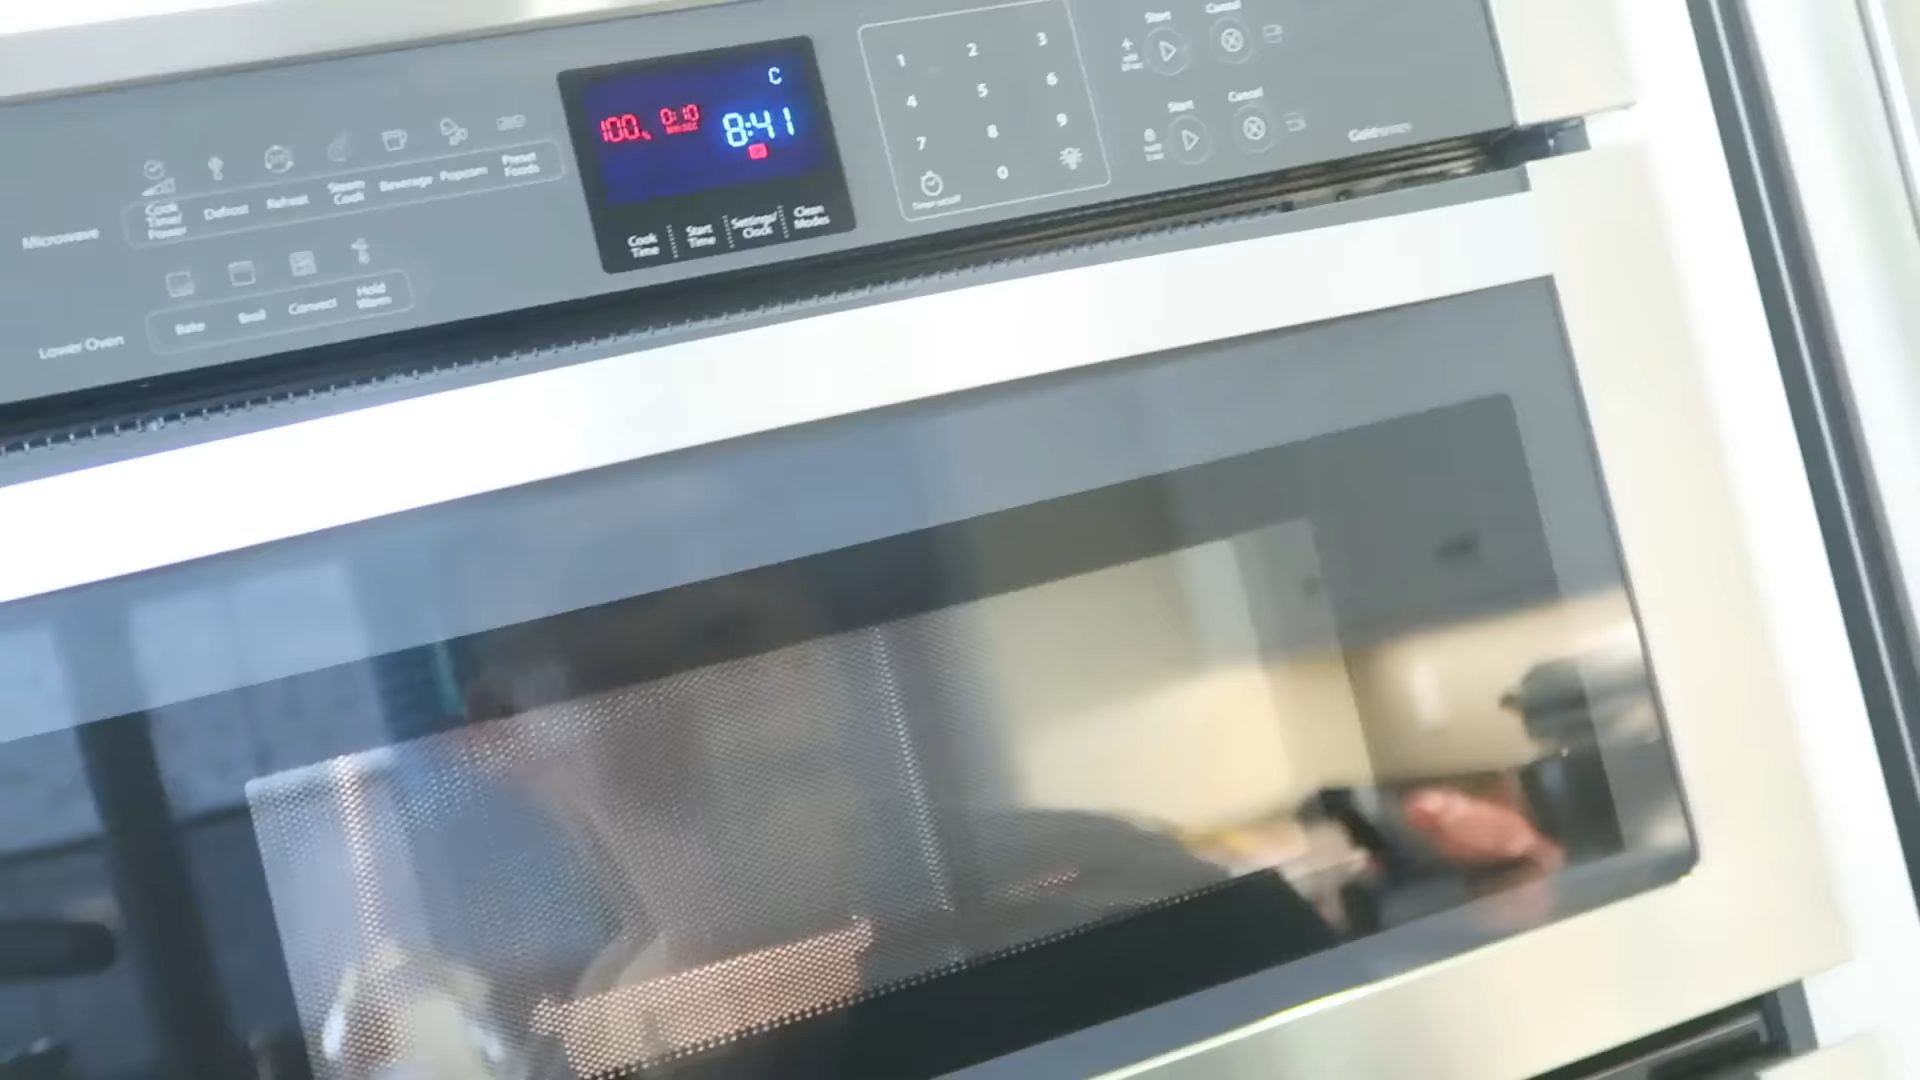 C
100%
0:10
MIN:SEC
8:41
Cook Time
Start Time
Settings/ Clock
Clean Modes
Microwave
Cook Time/ Power
Defrost
Reheat
Steam Cook
Beverage
Popcorn
Preset Foods
Lower Oven
Bake
Broil
Convect
Hold Warm
1 2 3
4 5 6
7 8 9
0
Start
Cancel
Start
Cancel